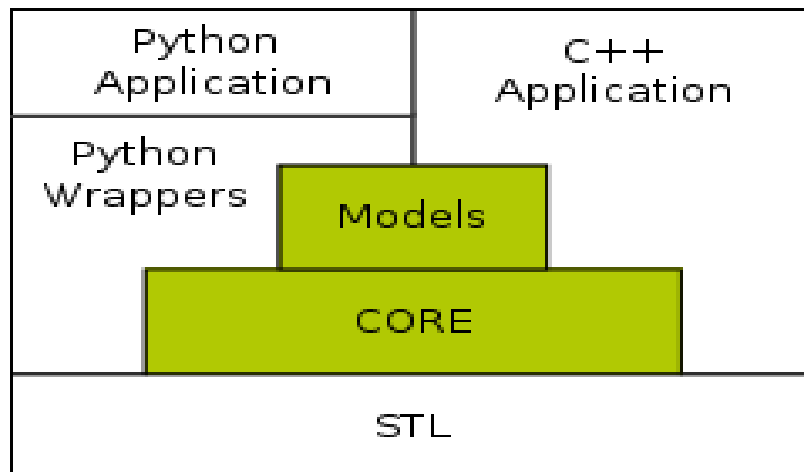 Python
Application
C++
Application
Python
Wrappers
Models
CORE
STL